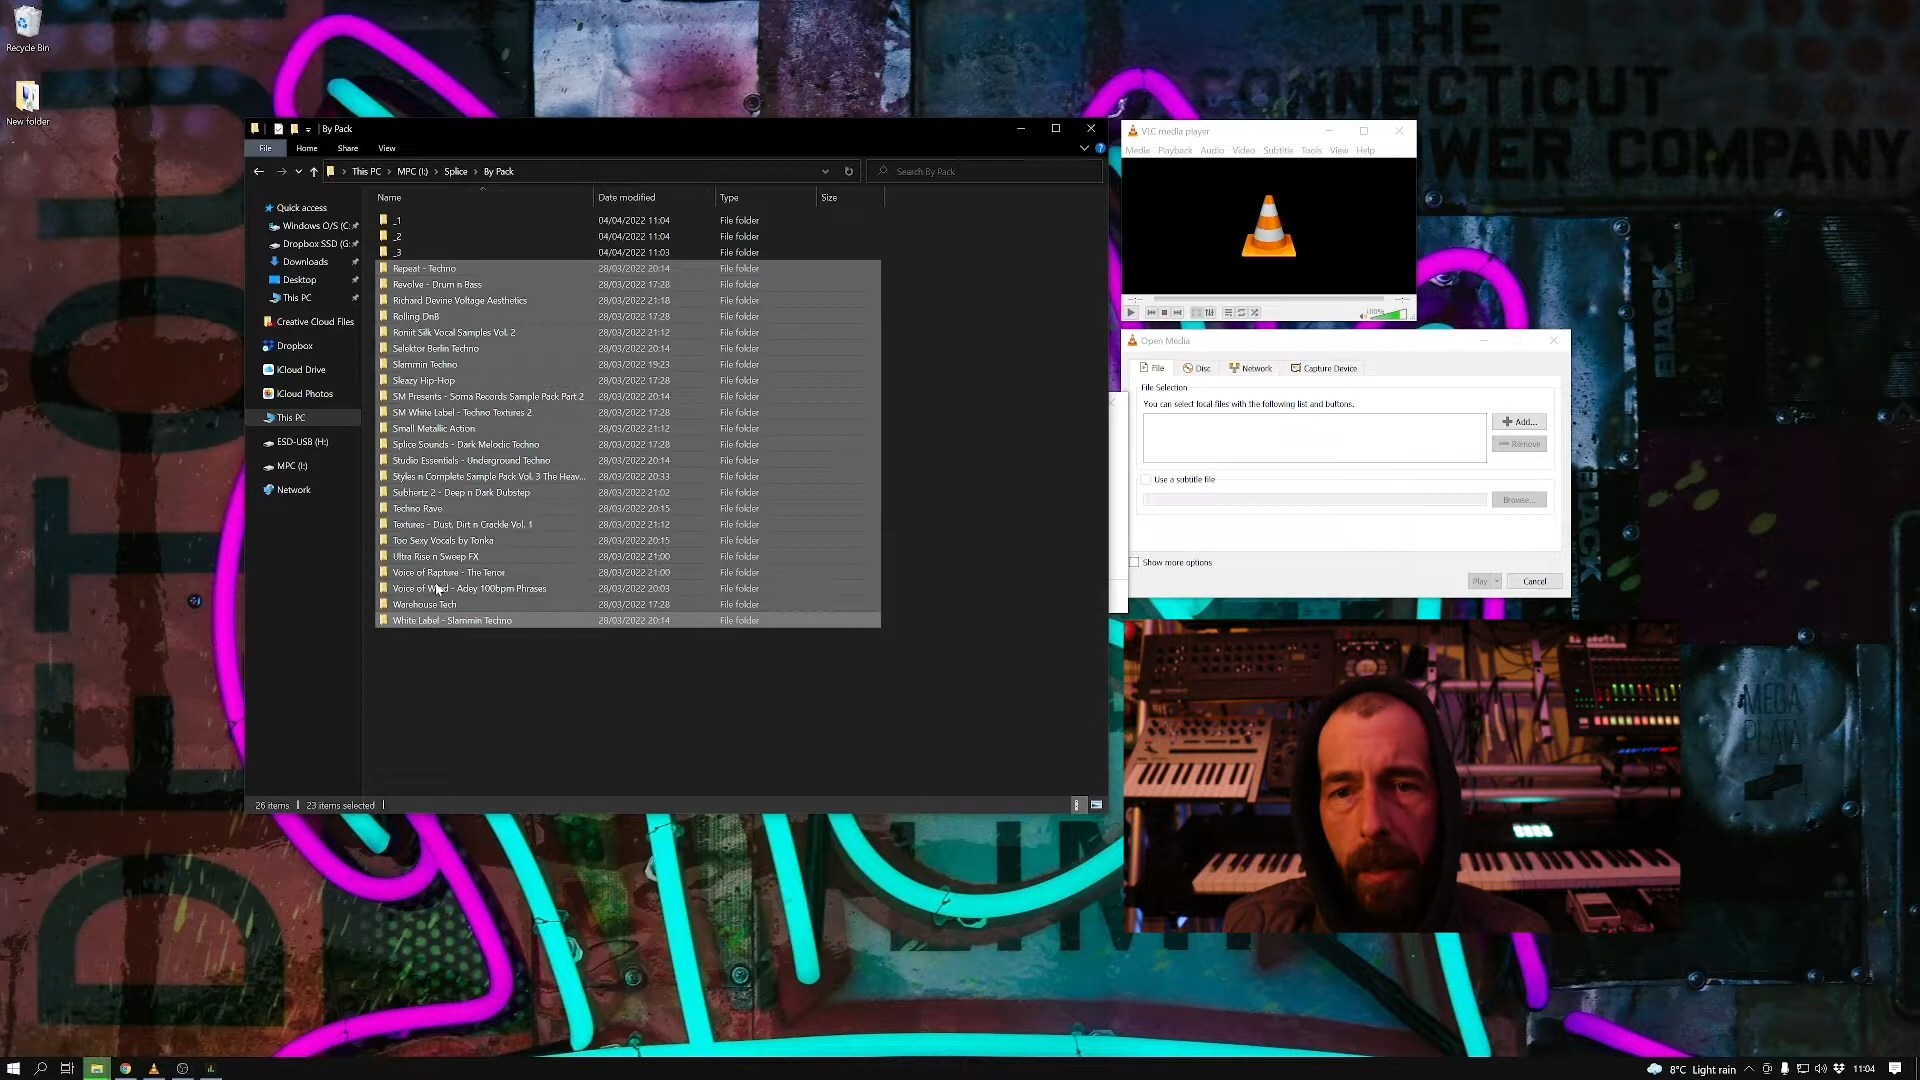 Recycle Bin
New folder
THE
CONNECTICUT
POWER COMPANY
By Pack
File Home Share View
This PC > MPC (I:) > Splice > By Pack
Search By Pack
Name Date modified Type Size
Quick access
Windows O/S (C:
Dropbox SSD (G:
Downloads
Desktop
This PC
Creative Cloud Files
Dropbox
iCloud Drive
iCloud Photos
This PC
ESD-USB (H:)
MPC (I:)
Network
_1 04/04/2022 11:04 File folder
_2 04/04/2022 11:04 File folder
_3 04/04/2022 11:03 File folder
Repeat - Techno 28/03/2022 20:14 File folder
Revolve - Drum n Bass 28/03/2022 17:28 File folder
Richard Devine Voltage Aesthetics 28/03/2022 21:18 File folder
Rolling DnB 28/03/2022 17:28 File folder
Roniit Silk Vocal Samples Vol. 2 28/03/2022 21:12 File folder
Selektor Berlin Techno 28/03/2022 20:14 File folder
Slammin Techno 28/03/2022 19:23 File folder
Sleazy Hip-Hop 28/03/2022 17:28 File folder
SM Presents - Soma Records Sample Pack Part 2 28/03/2022 20:14 File folder
SM White Label - Techno Textures 2 28/03/2022 17:28 File folder
Small Metallic Action 28/03/2022 21:12 File folder
Splice Sounds - Dark Melodic Techno 28/03/2022 17:28 File folder
Studio Essentials - Underground Techno 28/03/2022 20:14 File folder
Styles n Complete Sample Pack Vol. 3 The Heav... 28/03/2022 20:33 File folder
Subhertz 2 - Deep n Dark Dubstep 28/03/2022 21:02 File folder
Techno Rave 28/03/2022 20:15 File folder
Textures - Dust, Dirt n Crackle Vol. 1 28/03/2022 21:12 File folder
Too Sexy Vocals by Tonka 28/03/2022 20:15 File folder
Ultra Rise n Sweep FX 28/03/2022 21:00 File folder
Voice of Rapture - The Tenor 28/03/2022 21:00 File folder
Voice of W d - Adey 100bpm Phrases 28/03/2022 20:03 File folder
Warehouse Tech 28/03/2022 17:28 File folder
White Label - Slammin Techno 28/03/2022 20:14 File folder
26 items 23 items selected
VLC media player
Media Playback Audio Video Subtitle Tools View Help
--:-- --:--
100%
Open Media
File Disc Network Capture Device
File Selection
You can select local files with the following list and buttons.
Add...
Remove
Use a subtitle file
Browse...
Show more options
Play Cancel
BLACK
BLACK
MEGA
PLATA
8°C Light rain 11:04